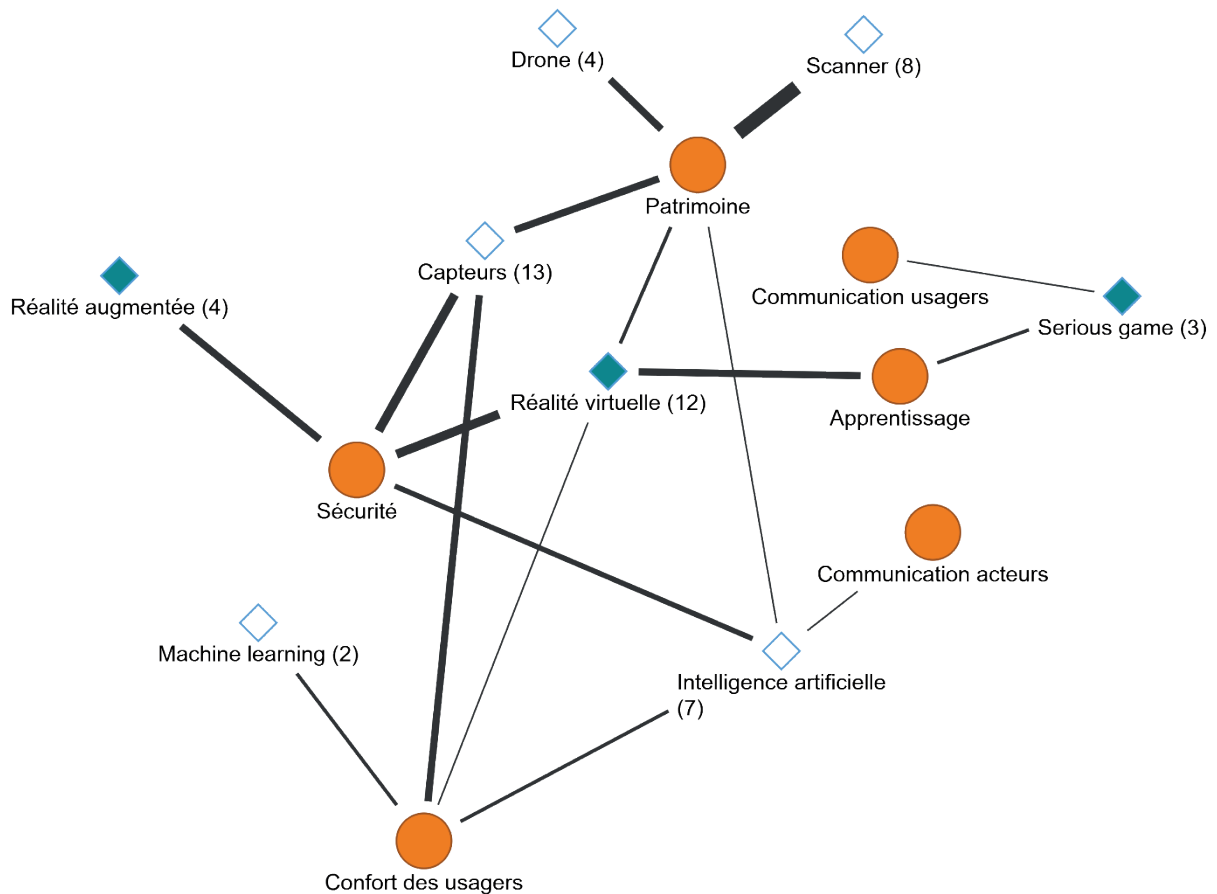 Drone (4)
Scanner (8)
Patrimoine
Capteurs (13)
Communication usagers
Réalité augmentée (4)
Serious game (3)
Réalité virtuelle (12)
Apprentissage
Sécurité
Communication acteurs
Machine learning (2)
Intelligence artificielle
(7)
Confort des usagers